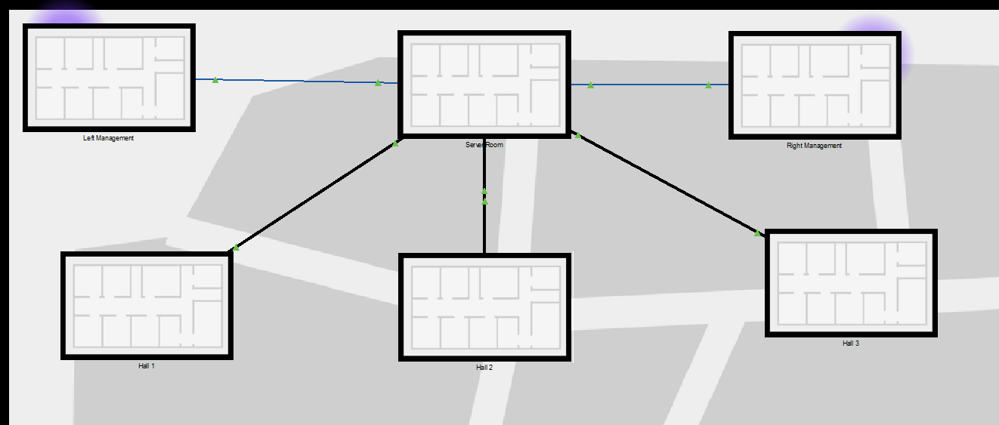 Left Management
Server Room
Right Management
Hall 1
Hall 2
Hall 3